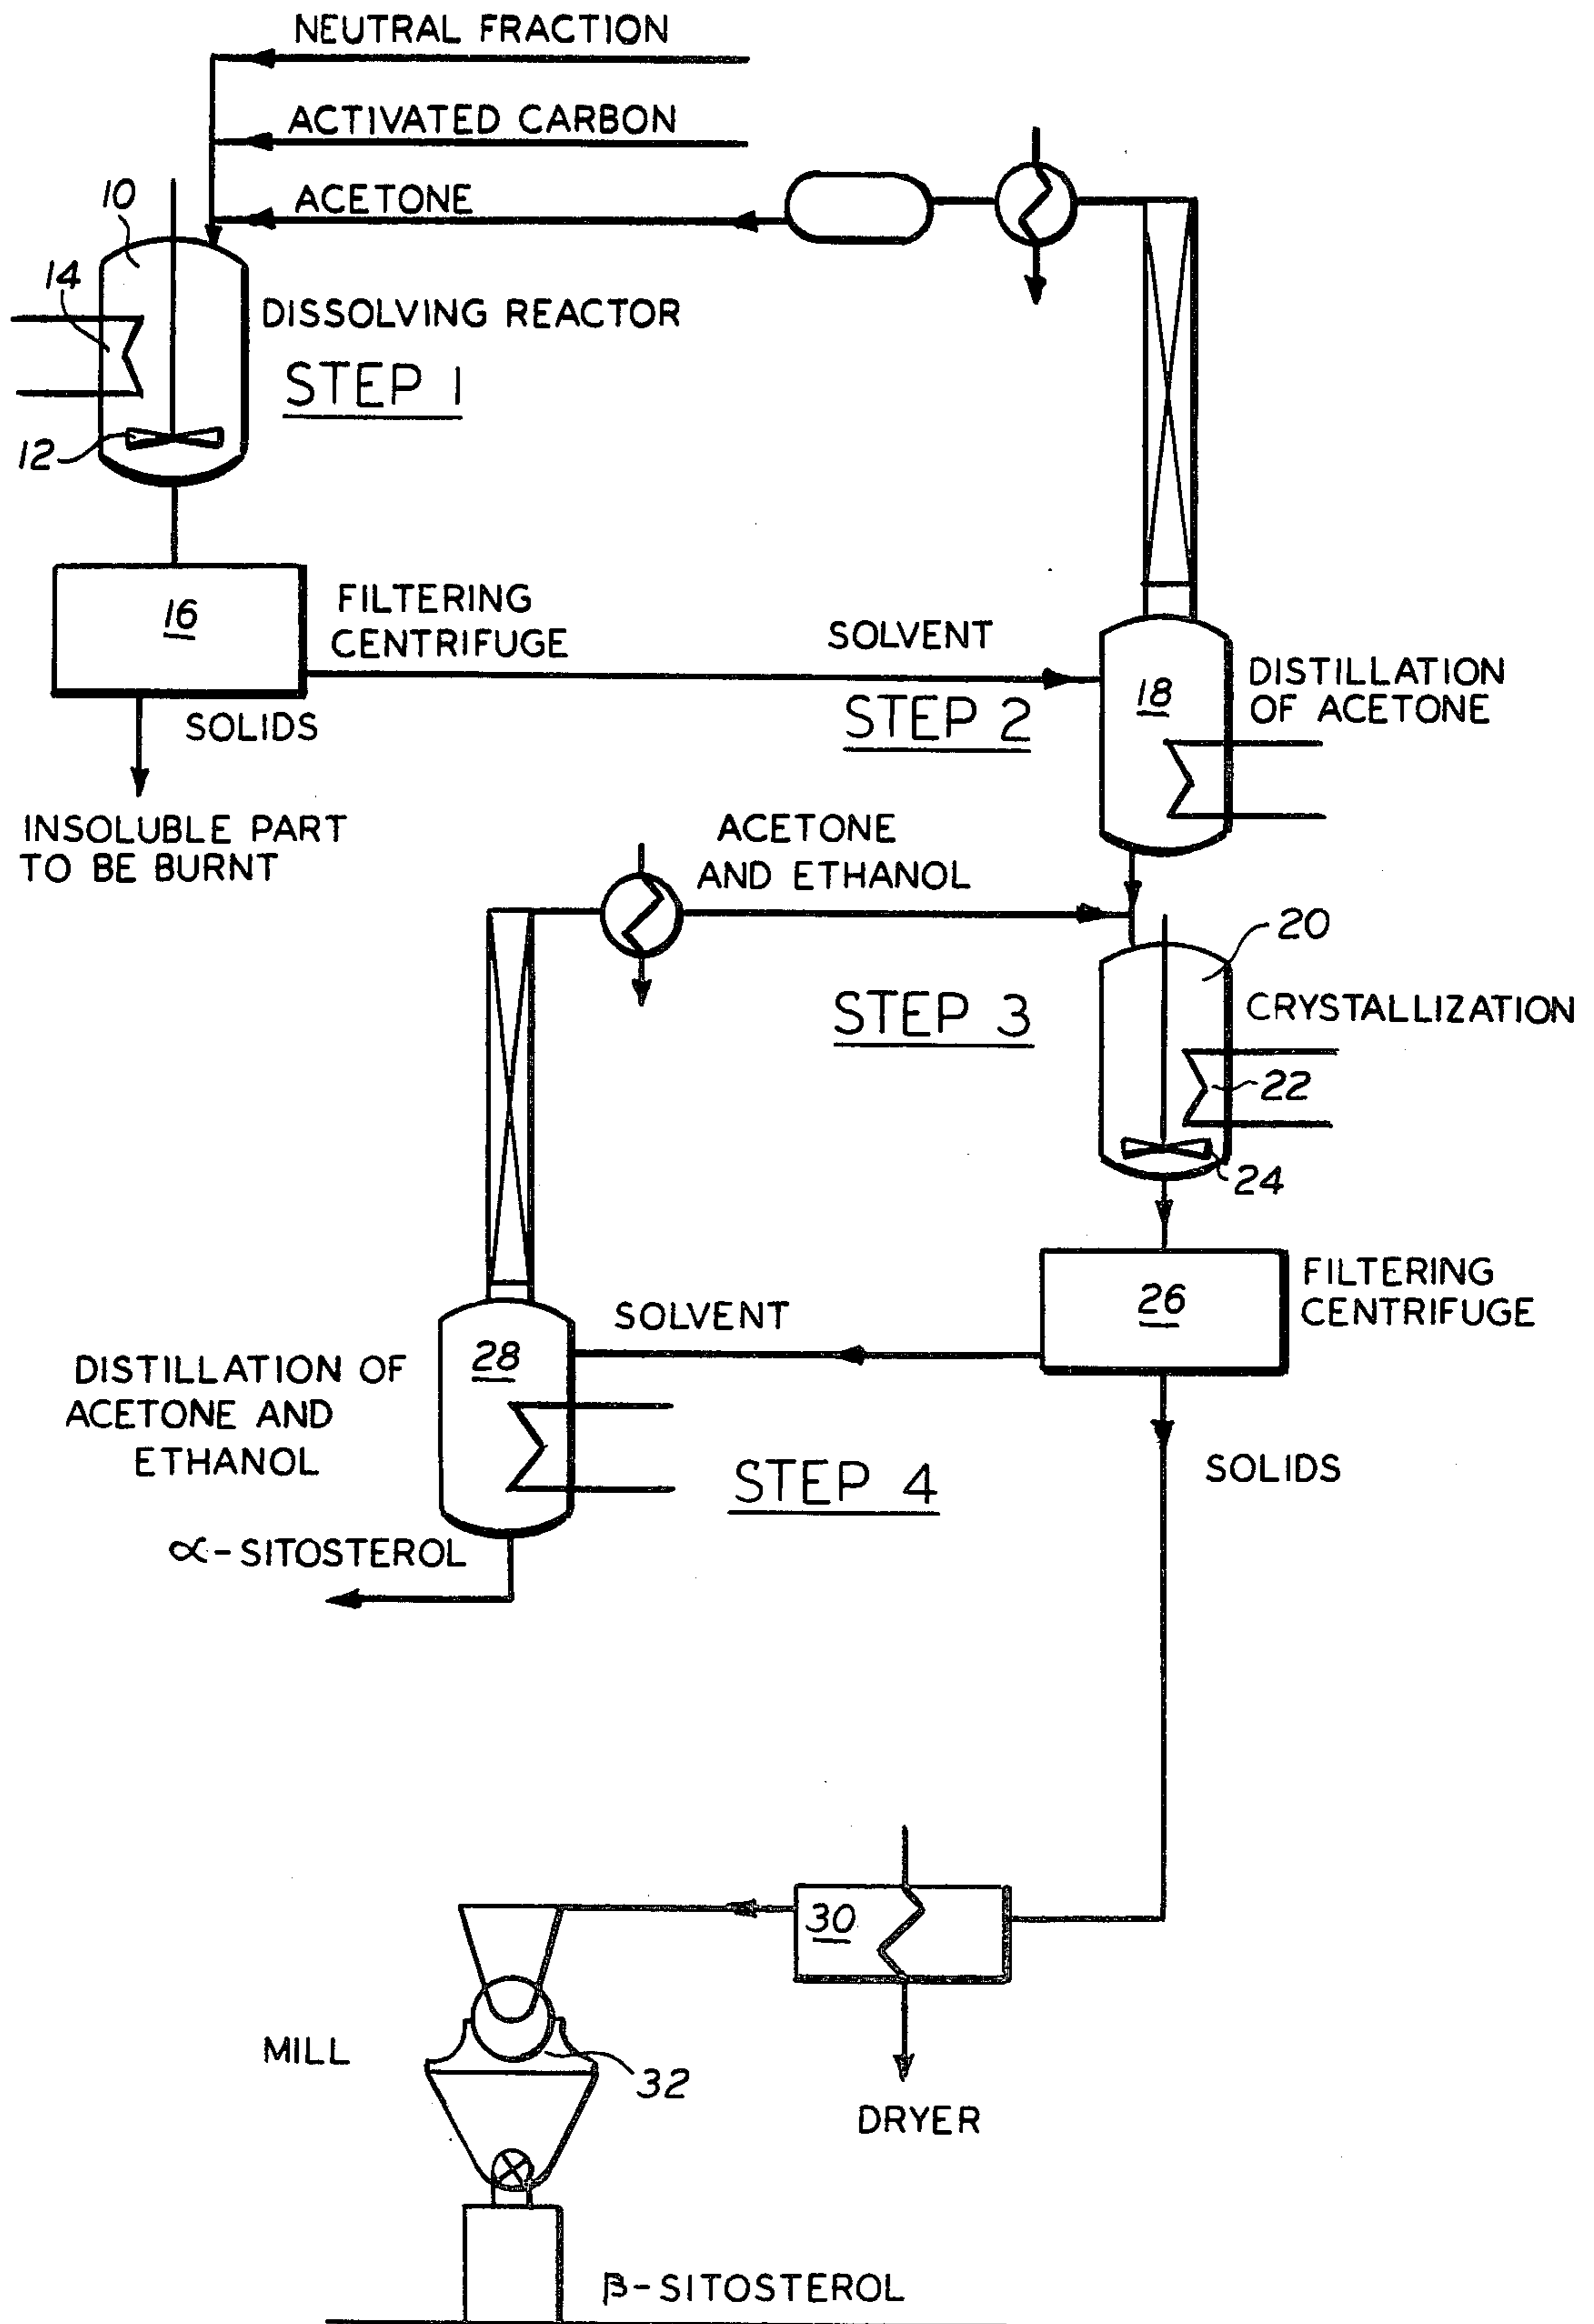 NEUTRAL FRACTION
ACTIVATED CARBON
ACETONE
10
14
DISSOLVING REACTOR
STEP 1
12
16
FILTERING
CENTRIFUGE
SOLVENT
STEP 2
18
DISTILLATION
OF ACETONE
SOLIDS
INSOLUBLE PART
TO BE BURNT
ACETONE
AND ETHANOL
20
STEP 3
CRYSTALLIZATION
22
24
26
FILTERING
CENTRIFUGE
SOLVENT
28
DISTILLATION OF
ACETONE AND
ETHANOL
STEP 4
SOLIDS
α-SITOSTEROL
30
MILL
32
DRYER
β-SITOSTEROL